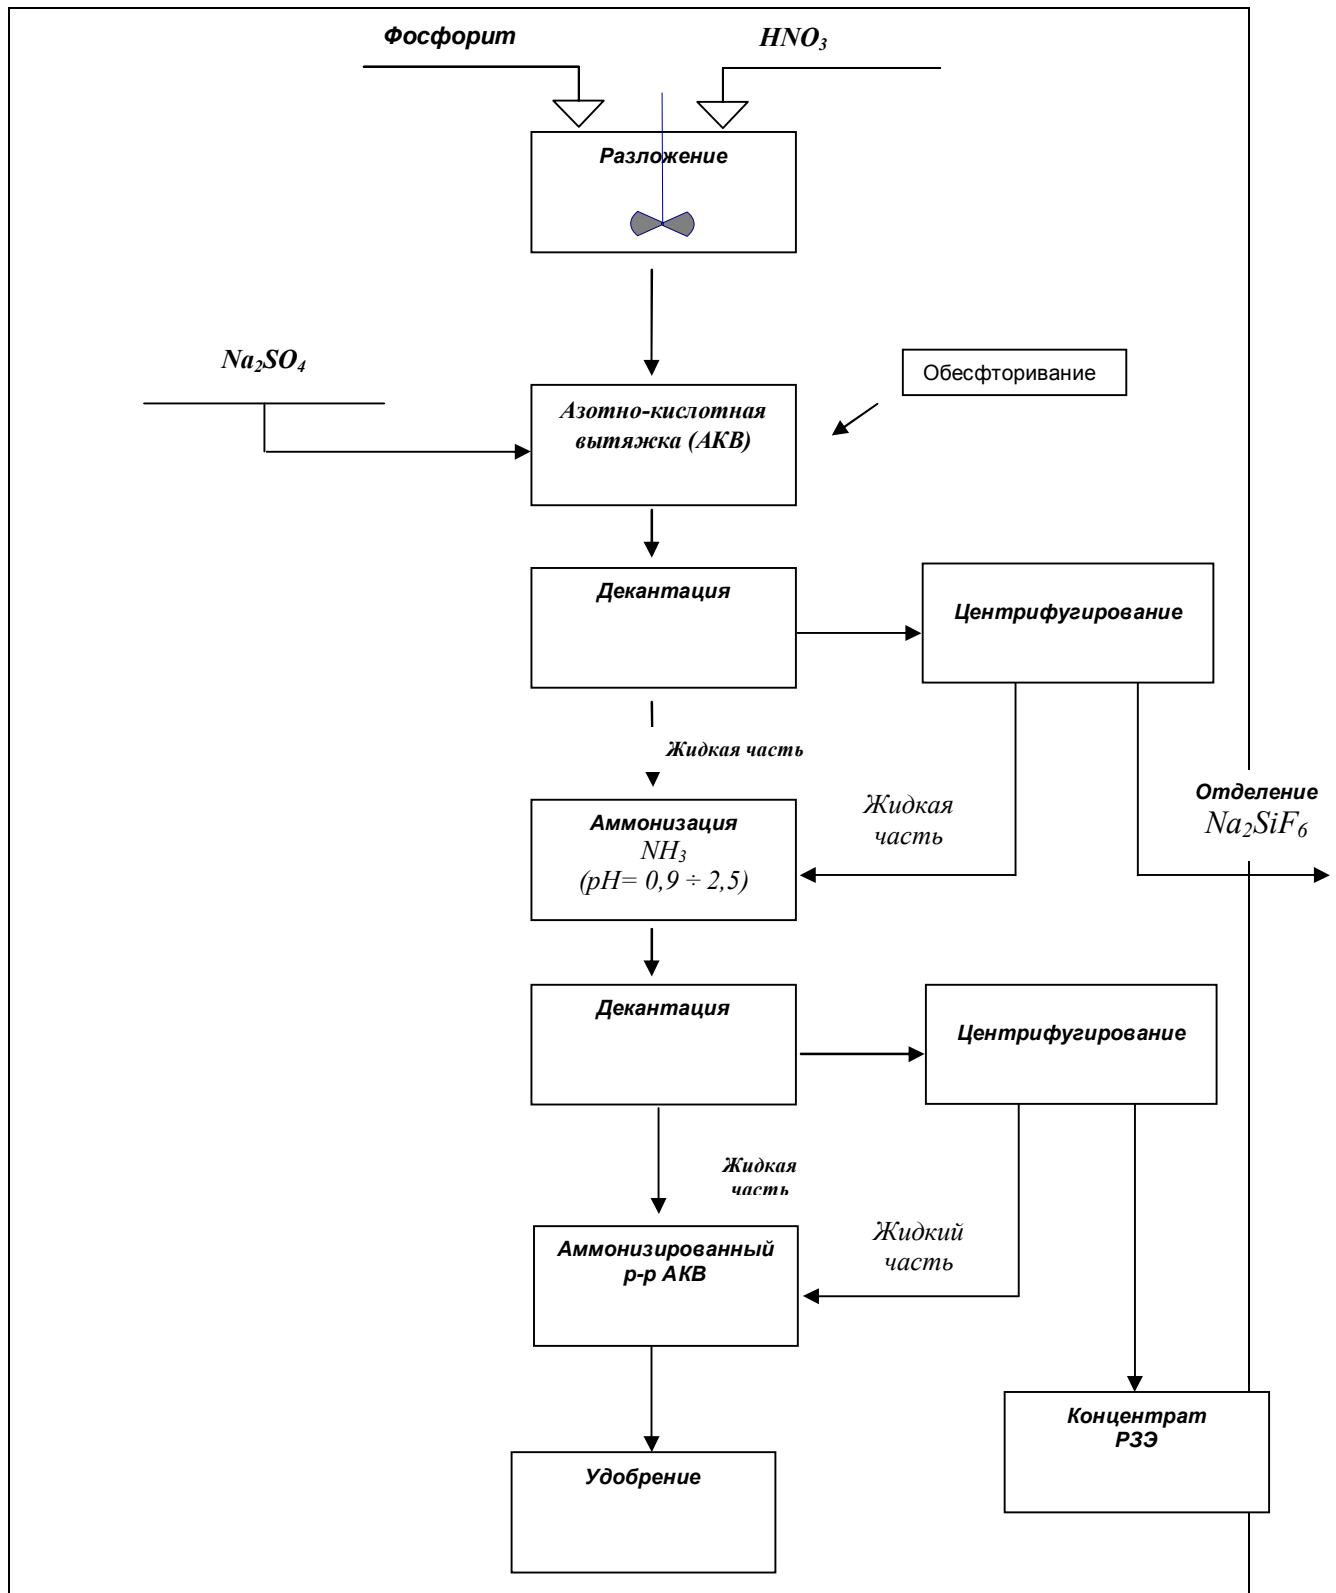 Фосфорит
HNO₃
Разложение
Na₂SO₄
Обесфторивание
Азотно-кислотная
вытяжка (АКВ)
Декантация
Центрифугирование
Жидкая часть
Отделение
Na₂SiF₆
Жидкая
часть
Аммонизация
NH₃
(pH= 0,9 ÷ 2,5)
Декантация
Центрифугирование
Жидкая
часть
Жидкий
часть
Аммонизированный
р-р АКВ
Концентрат
РЗЭ
Удобрение